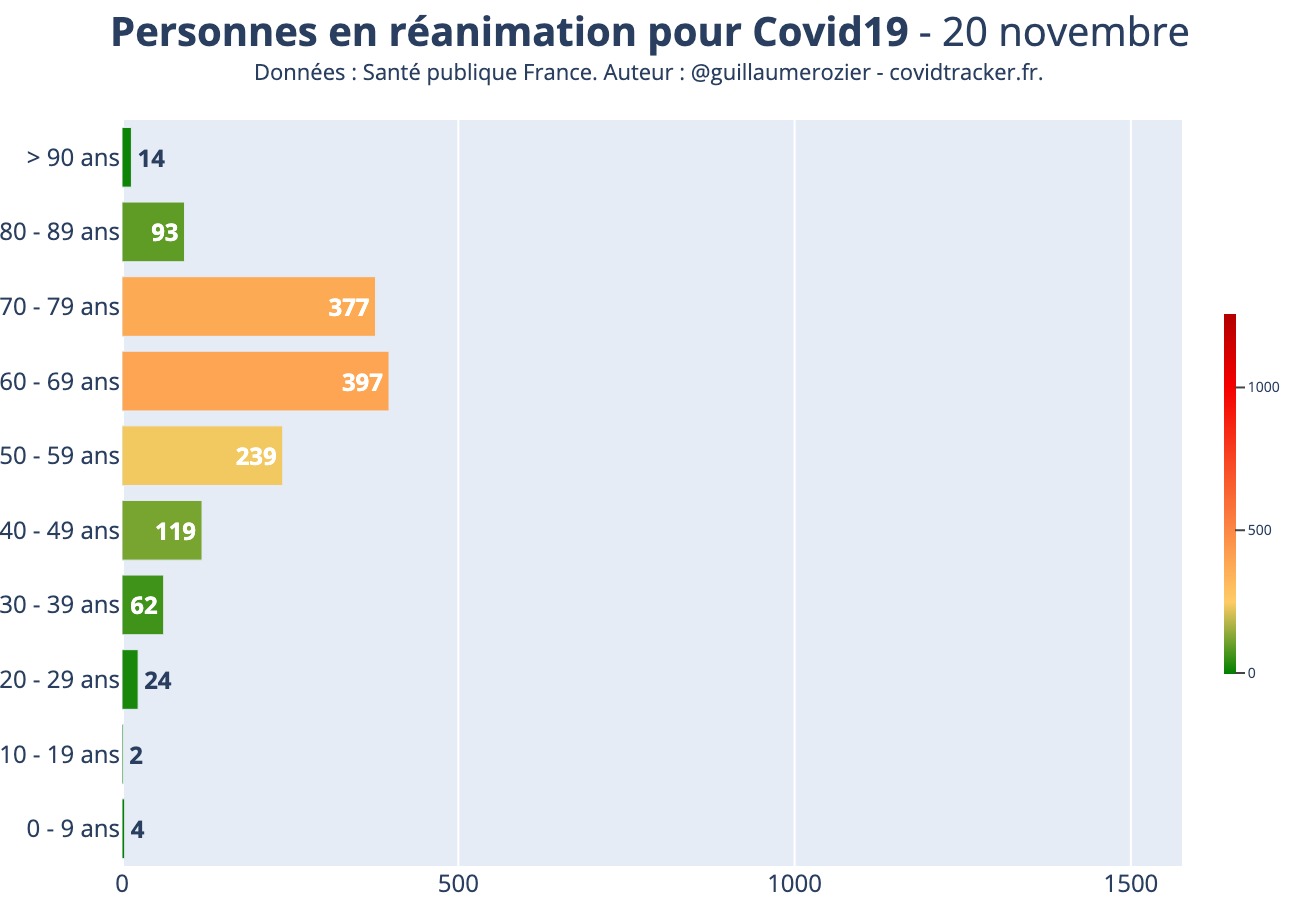 Personnes en réanimation pour Covid19 - 20 novembre
Données : Santé publique France. Auteur : @guillaumerozier - covidtracker.fr.
> 90 ans 14
80 - 89 ans 93
70 - 79 ans 377
60 - 69 ans 397
50 - 59 ans 239
40 - 49 ans 119
30 - 39 ans 62
20 - 29 ans 24
10 - 19 ans 2
0 - 9 ans 4
0 500 1000 1500
1000
500
0